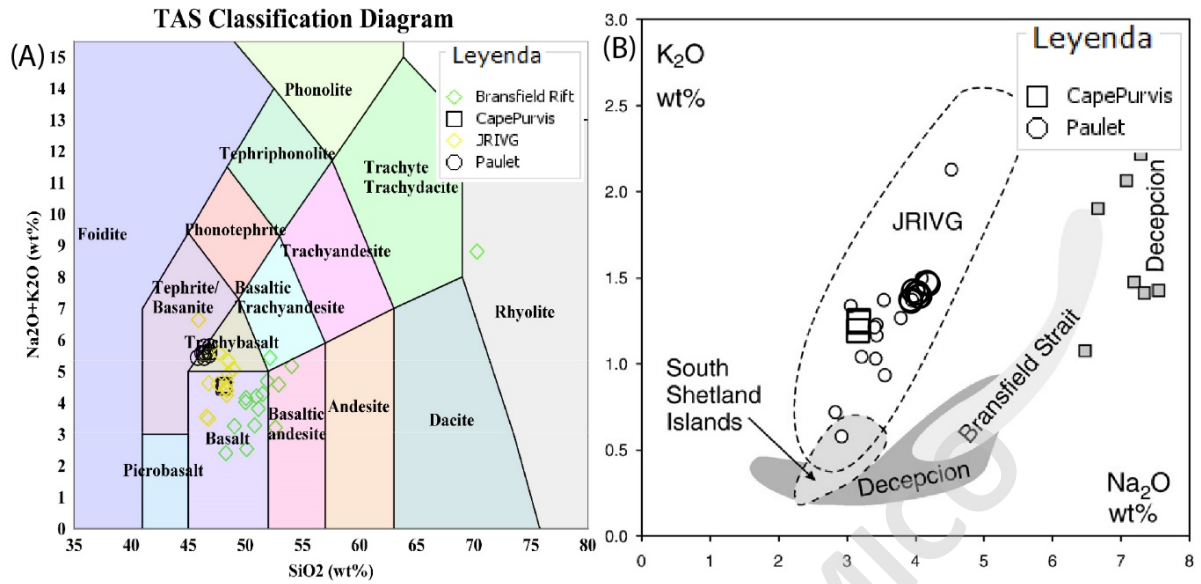 TAS Classification Diagram
(A)
Na2O+K2O (wt%)
15
14
13
12
11
10
9
8
7
6
5
4
3
2
1
0
35 40 45 50 55 60 65 70 75 80
SiO2 (wt%)
Leyenda
Bransfield Rift
CapePurvis
JRIVG
Paulet
Phonolite
Tephriphonolite
Trachyte
Trachydacite
Foidite
Phonotephrite
Trachyandesite
Tephrite/
Basanite
Basaltic
Trachyandesite
Rhyolite
Trachybasalt
Basalt
Basaltic
andesite
Andesite
Dacite
Picrobasalt
(B)
3.0
2.5
2.0
1.5
1.0
0.5
0.0
0 1 2 3 4 5 6 7 8
K2O
wt%
Leyenda
CapePurvis
Paulet
JRIVG
Decepcion
South
Shetland
Islands
Bransfield Strait
Decepcion
Na2O
wt%
MICO